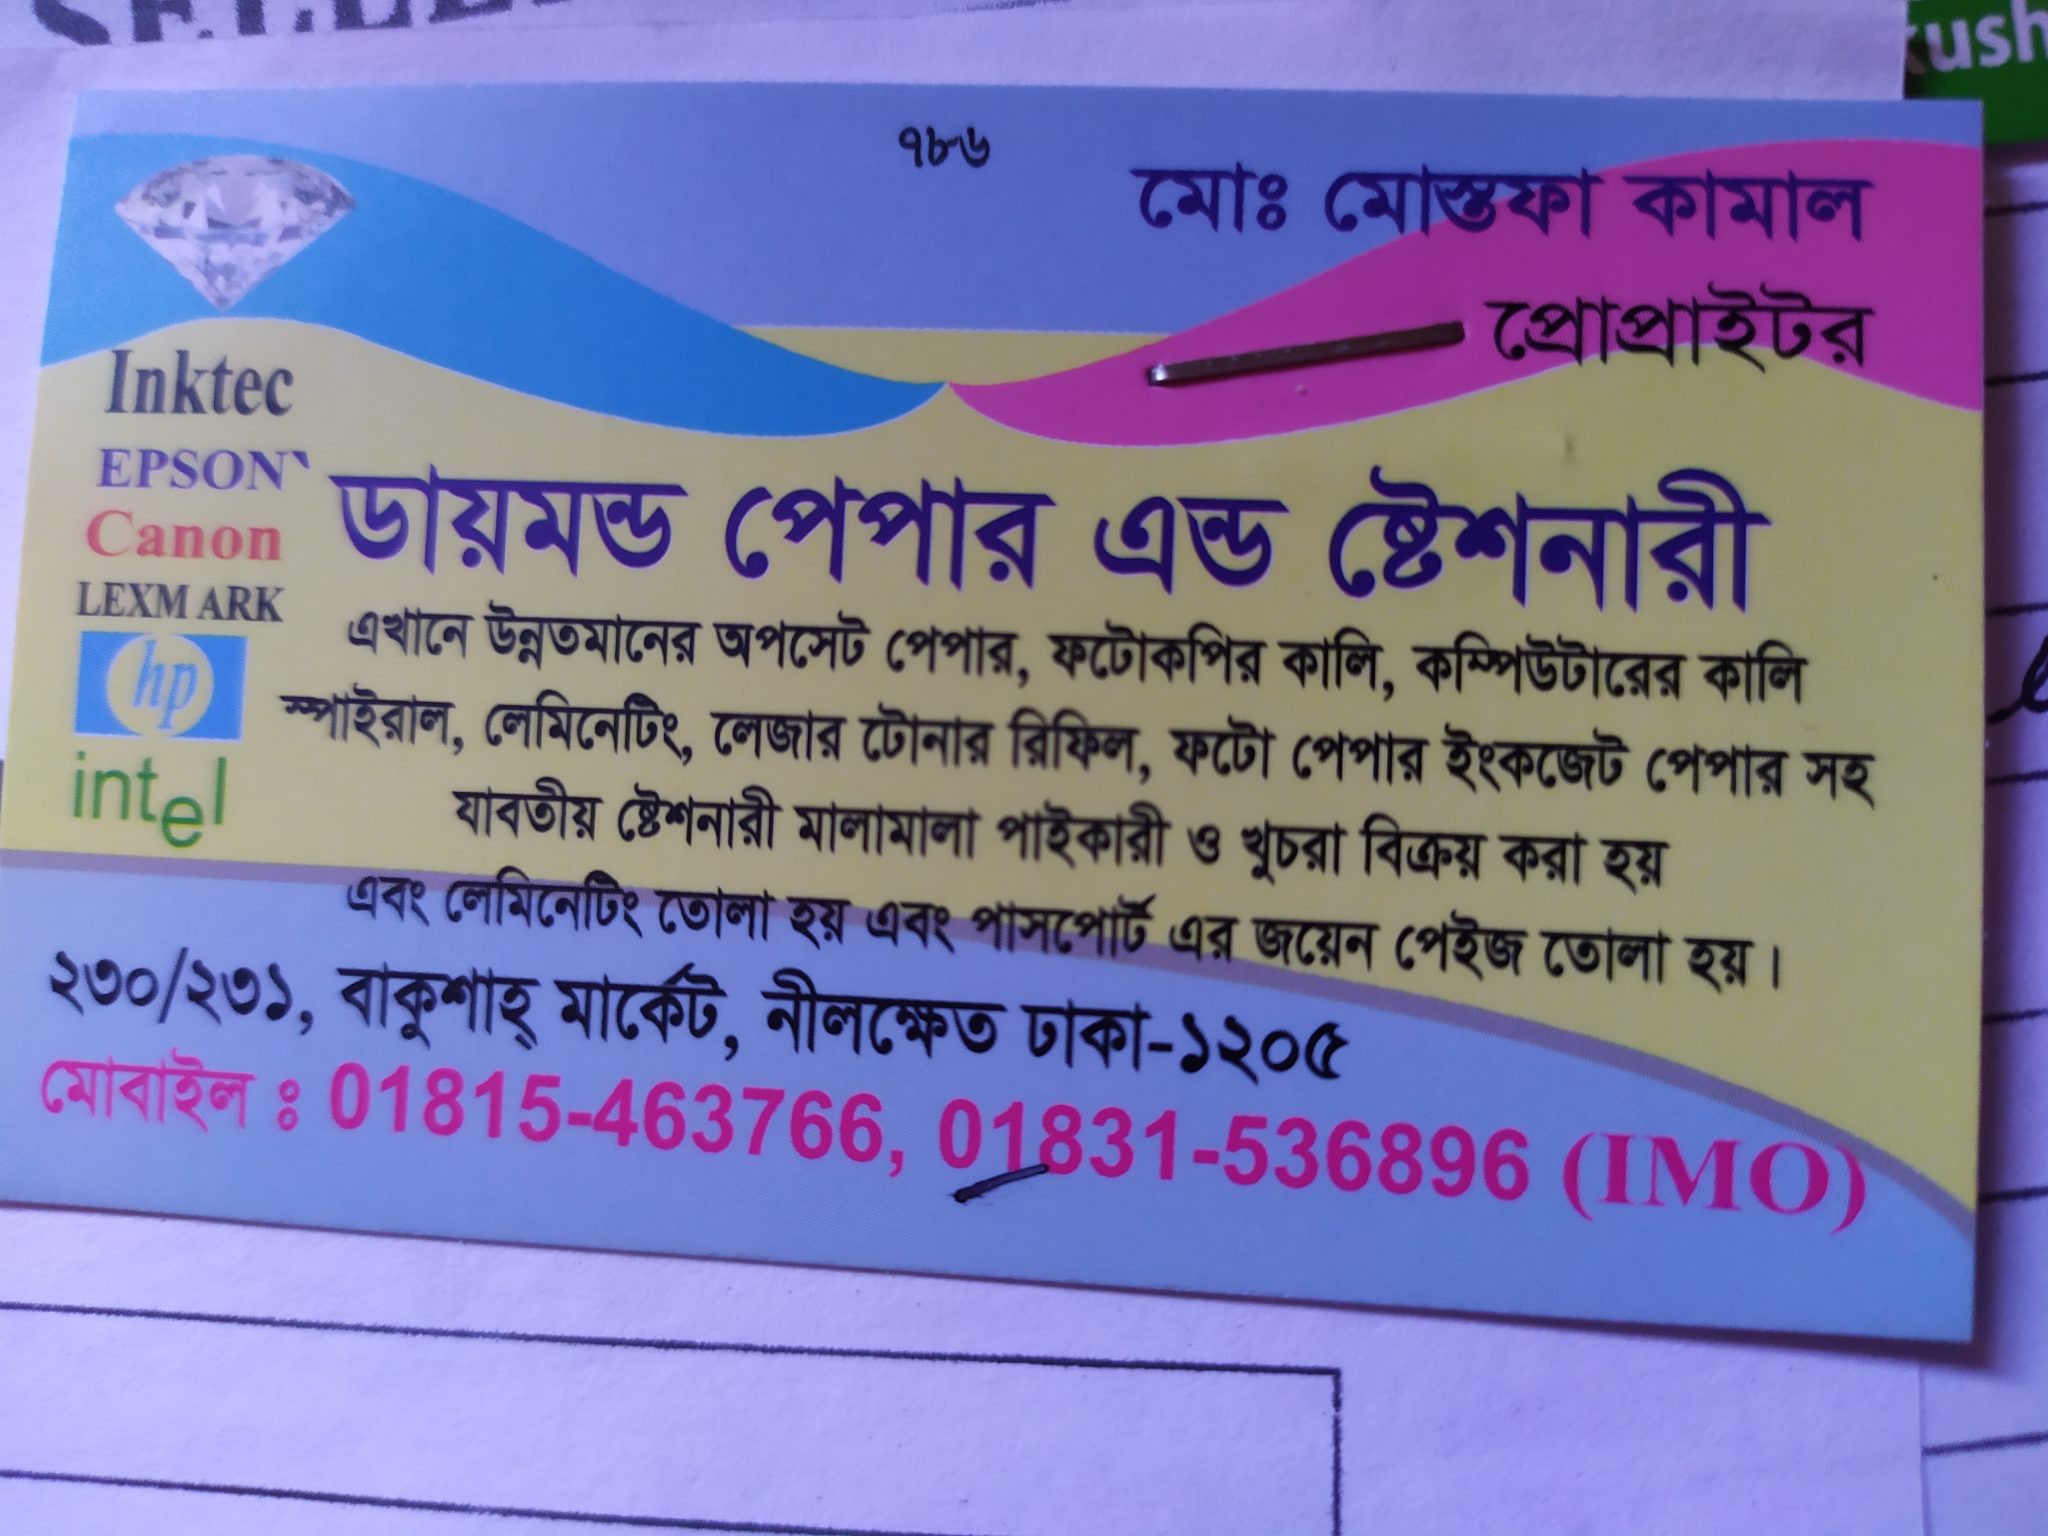 ৭৮৬
মোঃ মোস্তফা কামাল
প্রোপ্রাইটর
Inktec
EPSON`
Canon
LEXM ARK
hp
intel
ডায়মন্ড পেপার এন্ড ষ্টেশনারী
এখানে উন্নতমানের অপসেট পেপার, ফটোকপির কালি, কম্পিউটারের কালি
স্পাইরাল, লেমিনেটিং, লেজার টোনার রিফিল, ফটো পেপার ইংকজেট পেপার সহ
যাবতীয় ষ্টেশনারী মালামালা পাইকারী ও খুচরা বিক্রয় করা হয়
এবং লেমিনেটিং তোলা হয় এবং পাসপোর্ট এর জয়েন পেইজ তোলা হয়।
২৩০/২৩১, বাকুশাহ্ মার্কেট, নীলক্ষেত ঢাকা-১২০৫
মোবাইল ঃ 01815-463766, 01831-536896 (IMO)